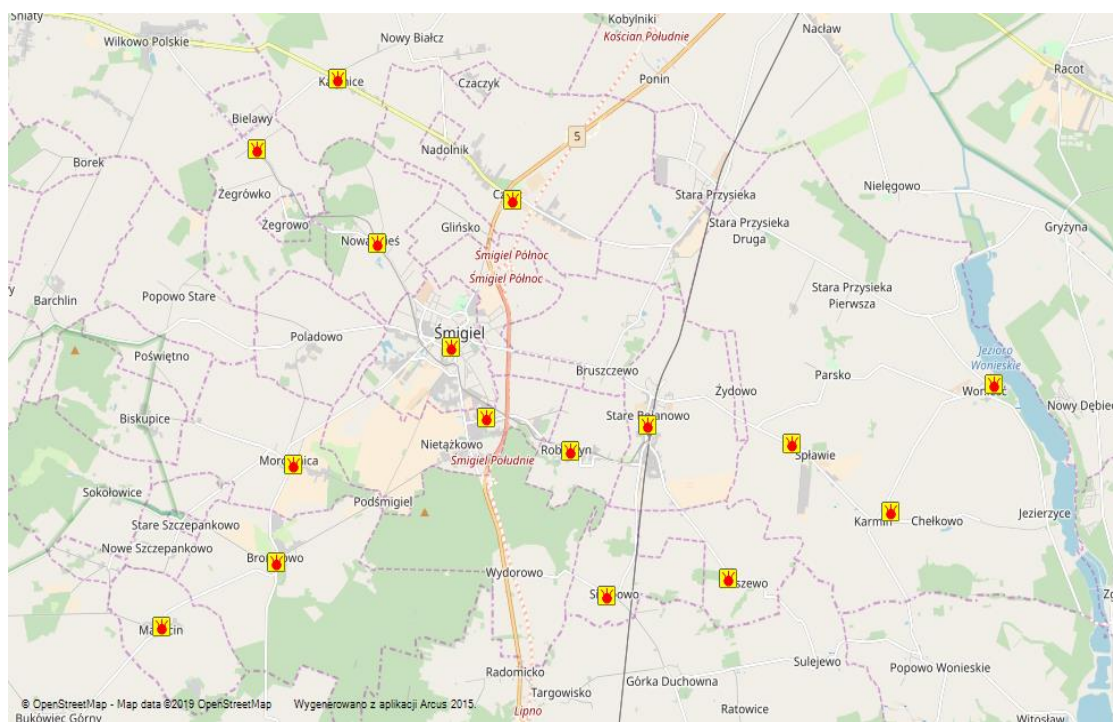 Śniaty
Wilkowo Polskie
Nowy Białcz
Kobylniki
Kościan Południe
Nacław
Racot
Ponin
Czaczyk
Bielawy
5
Nadolnik
Borek
Żegrówko
Stara Przysieka
Nielęgowo
Żegrowo
Glińsko
Stara Przysieka
Druga
Gryżyna
Śmigiel Północ
Śmigiel Północ
Barchlin
Popowo Stare
Stara Przysieka
Pierwsza
Poladowo
Śmigiel
Poświętno
Jezioro
Wonieskie
Bruszczewo
Parsko
Żydowo
Nowy Dębiec
Biskupice
Nietążkowo
Śmigiel Południe
Spławie
Sokołowice
Podśmigiel
Karmin
Chełkowo
Jezierzyce
Stare Szczepankowo
Nowe Szczepankowo
Wydorowo
Sulejewo
Popowo Wonieskie
Radomicko
Górka Duchowna
Targowisko
Ratowice
Lipno
© OpenStreetMap - Map data ©2019 OpenStreetMap Wygenerowano z aplikacji Arcus 2015.
Bukówiec Górny
Witosław